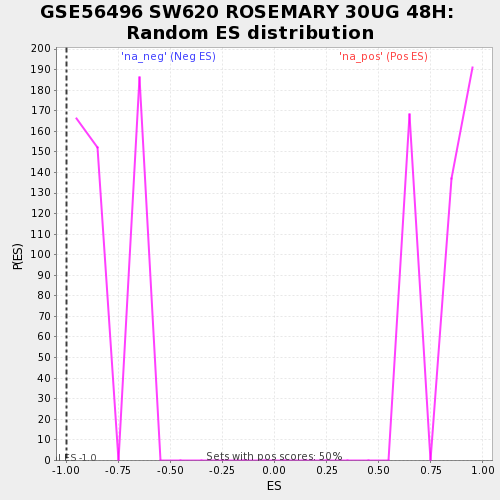 GSE56496 SW620 ROSEMARY 30UG 48H:
Random ES distribution
'na_neg' (Neg ES)
'na_pos' (Pos ES)
200
190
180
170
160
150
140
130
120
110
100
90
80
70
60
50
40
30
20
10
0
P(ES)
Sets with pos scores: 50%
-1.00 -0.75 -0.50 -0.25 0.00 0.25 0.50 0.75 1.00
ES